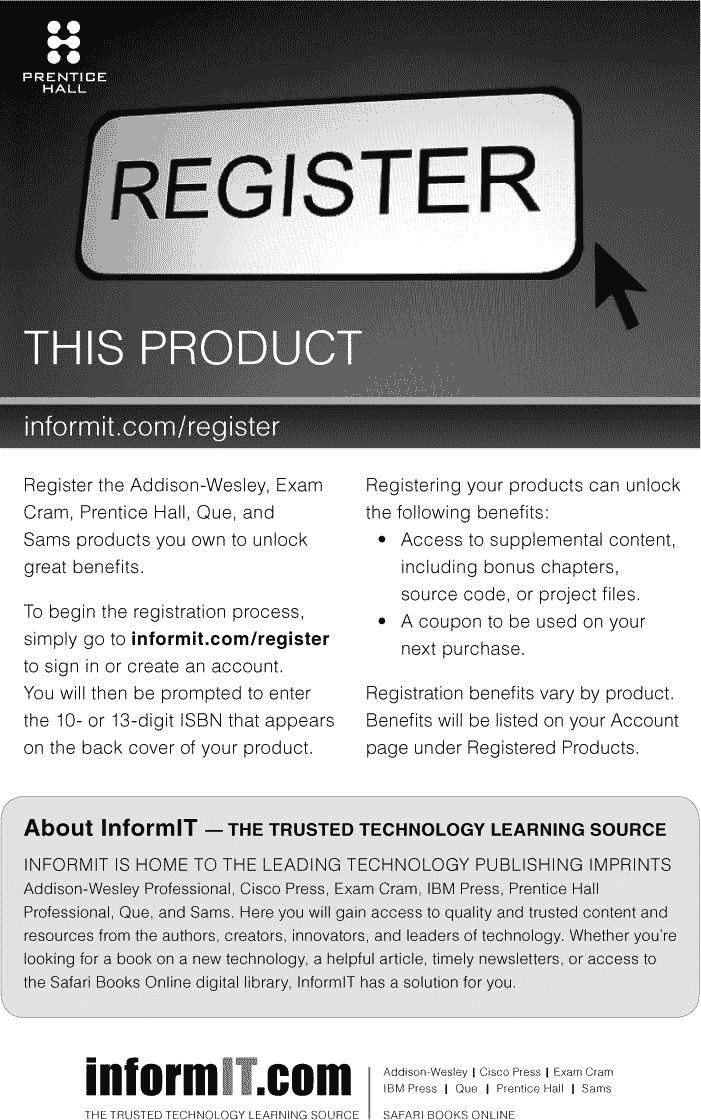 PRENTICE
HALL
REGISTER
THIS PRODUCT
informit.com/register
Register the Addison-Wesley, Exam
Cram, Prentice Hall, Que, and
Sams products you own to unlock
great benefits.
To begin the registration process,
simply go to informit.com/register
to sign in or create an account.
You will then be prompted to enter
the 10- or 13-digit ISBN that appears
on the back cover of your product.
Registering your products can unlock
the following benefits:
• Access to supplemental content,
including bonus chapters,
source code, or project files.
• A coupon to be used on your
next purchase.
Registration benefits vary by product.
Benefits will be listed on your Account
page under Registered Products.
About InformIT — THE TRUSTED TECHNOLOGY LEARNING SOURCE
INFORMIT IS HOME TO THE LEADING TECHNOLOGY PUBLISHING IMPRINTS
Addison-Wesley Professional, Cisco Press, Exam Cram, IBM Press, Prentice Hall
Professional, Que, and Sams. Here you will gain access to quality and trusted content and
resources from the authors, creators, innovators, and leaders of technology. Whether you're
looking for a book on a new technology, a helpful article, timely newsletters, or access to
the Safari Books Online digital library, InformIT has a solution for you.
informIT.com
THE TRUSTED TECHNOLOGY LEARNING SOURCE
Addison-Wesley | Cisco Press | Exam Cram
IBM Press | Que | Prentice Hall | Sams
SAFARI BOOKS ONLINE